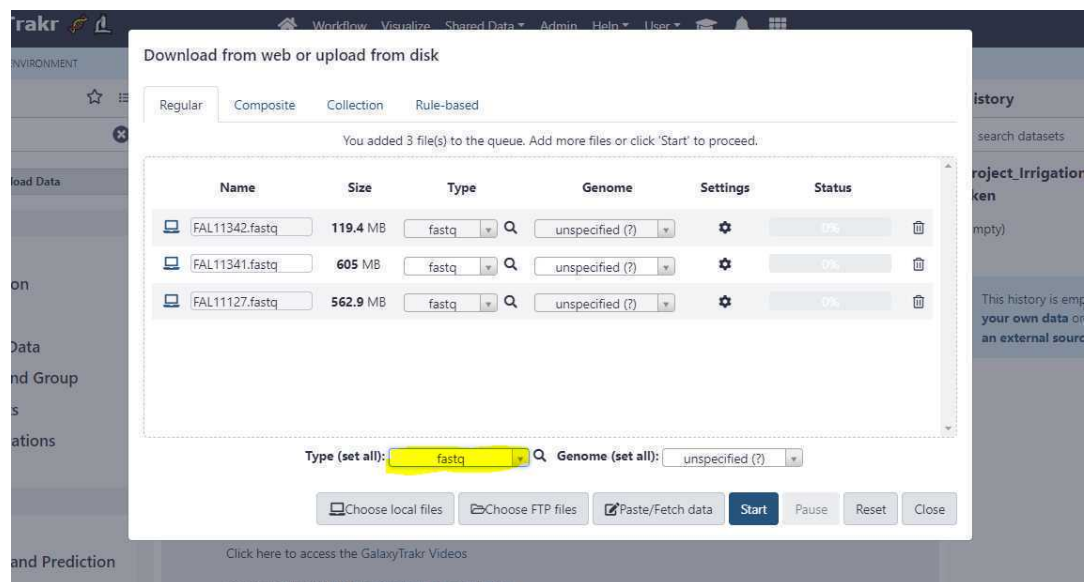 Trakr
Workflow Visualize Shared Data Admin Help User
NVIRONMENT
Download from web or upload from disk
Regular Composite Collection Rule-based
istory
You added 3 file(s) to the queue. Add more files or click 'Start' to proceed.
search datasets
load Data
roject_Irrigation
ken
Name Size Type Genome Settings Status
mpty)
FAL11342.fastq 119.4 MB fastq unspecified (?) 0%
FAL11341.fastq 605 MB fastq unspecified (?) 0%
on
FAL11127.fastq 562.9 MB fastq unspecified (?) 0%
This history is emp
your own data or
an external sourc
Data
nd Group
s
ations
Type (set all): fastq Genome (set all): unspecified (?)
Choose local files Choose FTP files Paste/Fetch data Start Pause Reset Close
Click here to access the GalaxyTrakr Videos
and Prediction